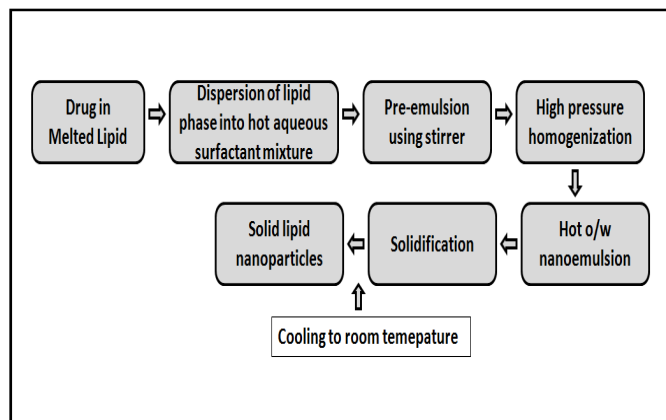 Drug in
Melted Lipid
Dispersion of lipid
phase into hot aqueous
surfactant mixture
Pre-emulsion
using stirrer
High pressure
homogenization
Hot o/w
nanoemulsion
Solidification
Solid lipid
nanoparticles
Cooling to room temepature